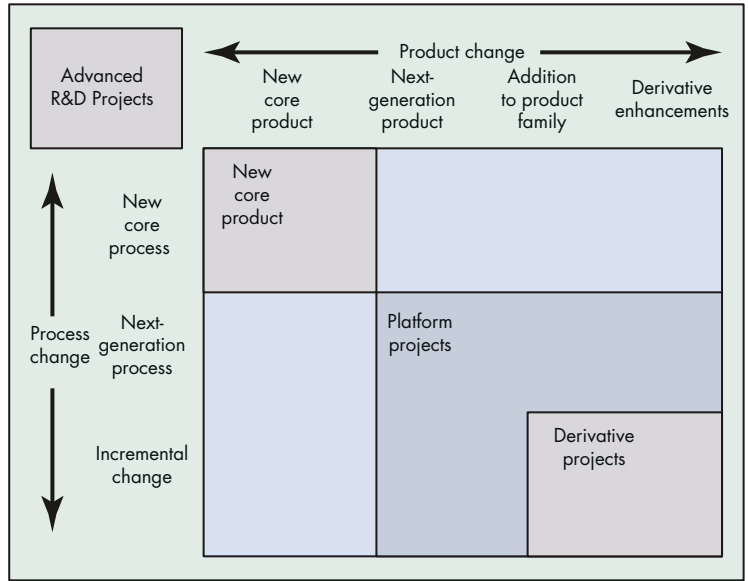 Advanced
R&D Projects
Product change
New
core
product
Next-
generation
product
Addition
to product
family
Derivative
enhancements
Process
change
New
core
process
Next-
generation
process
Incremental
change
New
core
product
Platform
projects
Derivative
projects